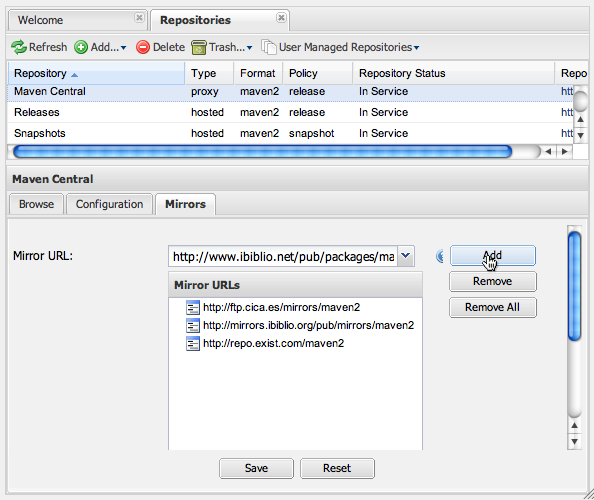 Welcome Repositories
Refresh Add... Delete Trash... User Managed Repositories
Repository Type Format Policy Repository Status Repo
Maven Central proxy maven2 release In Service htt
Releases hosted maven2 release In Service htt
Snapshots hosted maven2 snapshot In Service htt
Maven Central
Browse Configuration Mirrors
Mirror URL: http://www.ibiblio.net/pub/packages/ma Add
Mirror URLs Remove
http://ftp.cica.es/mirrors/maven2 Remove All
http://mirrors.ibiblio.org/pub/mirrors/maven2
http://repo.exist.com/maven2
Save Reset